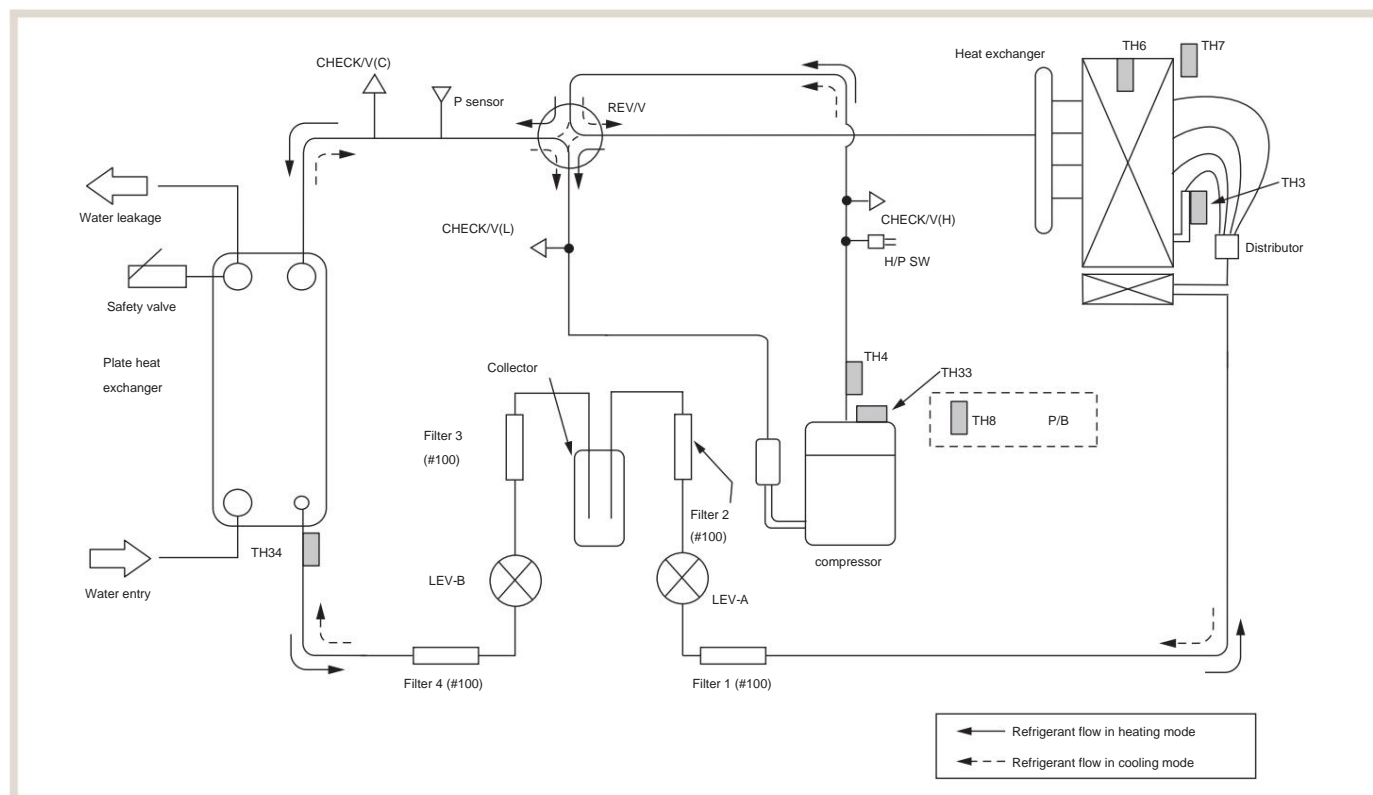 TH6
TH7
Heat exchanger
CHECK/V(C)
P sensor
REV/V
TH3
Water leakage
CHECK/V(L)
CHECK/V(H)
H/P SW
Distributor
Safety valve
Plate heat
exchanger
Collector
TH4
TH33
TH8
P/B
Filter 3
(#100)
Filter 2
(#100)
TH34
compressor
Water entry
LEV-B
LEV-A
Filter 4 (#100)
Filter 1 (#100)
Refrigerant flow in heating mode
Refrigerant flow in cooling mode